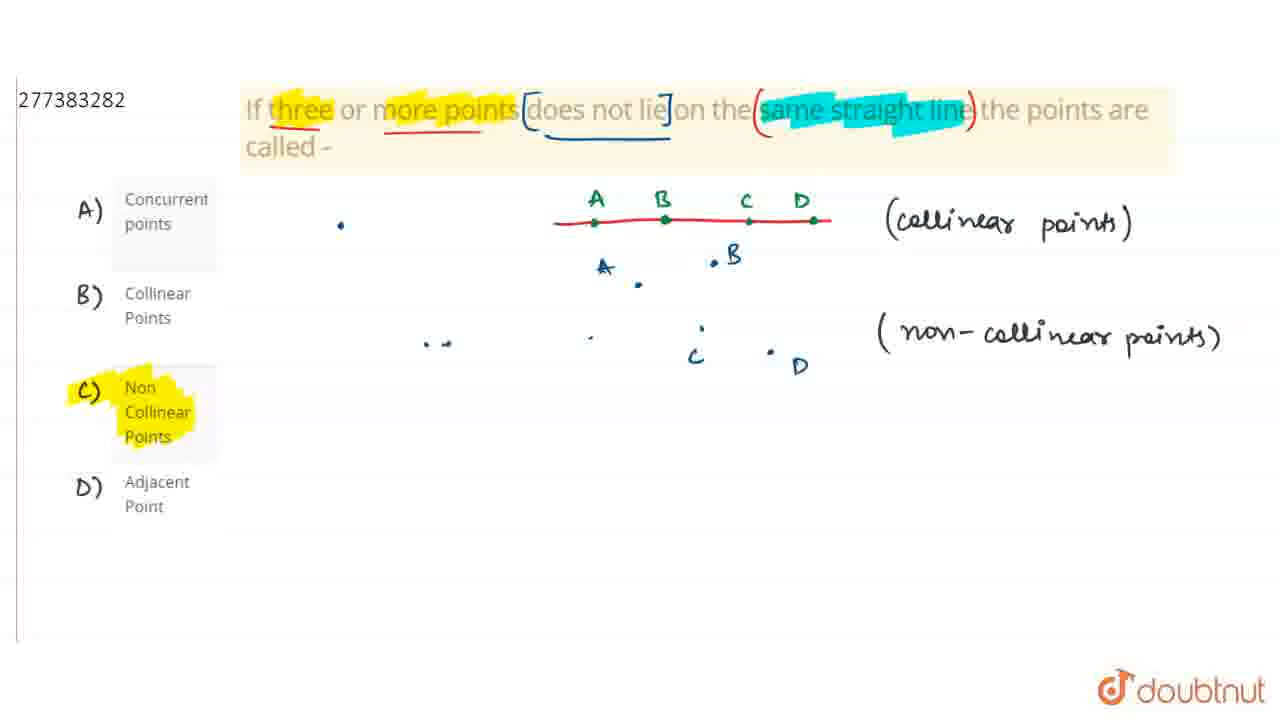 277383282
If three or more points does not lie on the same straight line the points are
called -
A) Concurrent
points
A B C D
(collinear points)
A
B
B) Collinear
Points
C
D
(non-collinear points)
C) Non
Collinear
Points
D) Adjacent
Point
doubtnut